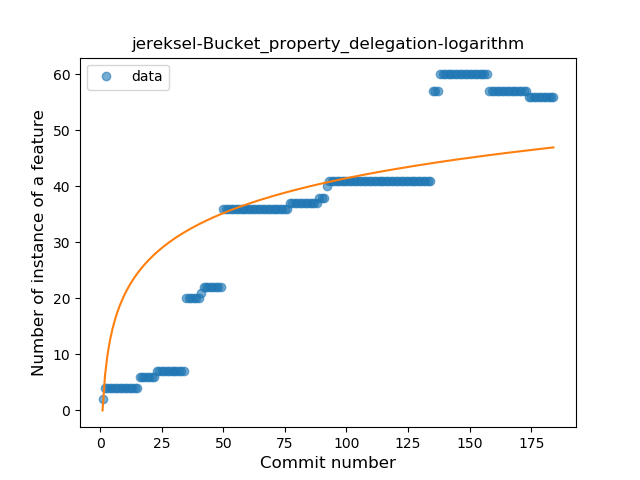 jereksel-Bucket_property_delegation-logarithm
data
Number of instance of a feature
60
50
40
30
20
10
0
0 25 50 75 100 125 150 175
Commit number